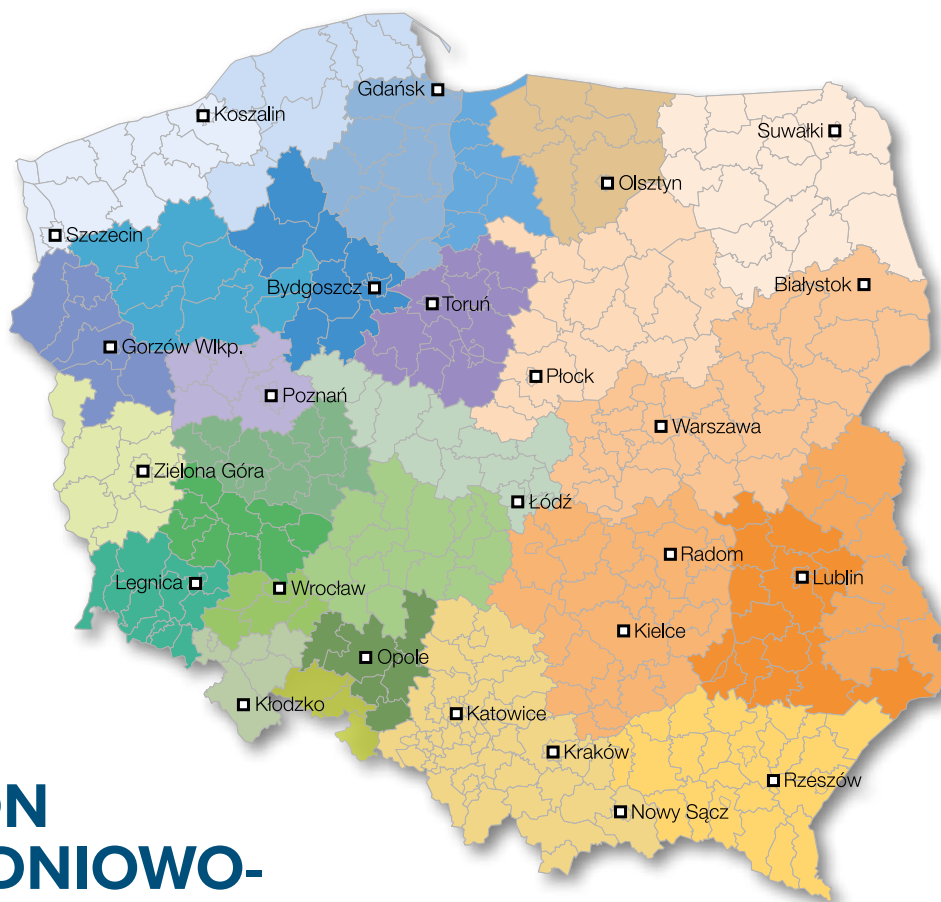 Gdańsk
Koszalin
Suwałki
Olsztyn
Szczecin
Bydgoszcz
Toruń
Białystok
Gorzów Wlkp.
Płock
Poznań
Warszawa
Zielona Góra
Łódź
Radom
Legnica
Wrocław
Lublin
Kielce
Opole
Kłodzko
Katowice
Kraków
Rzeszów
Nowy Sącz
ONIOWO-